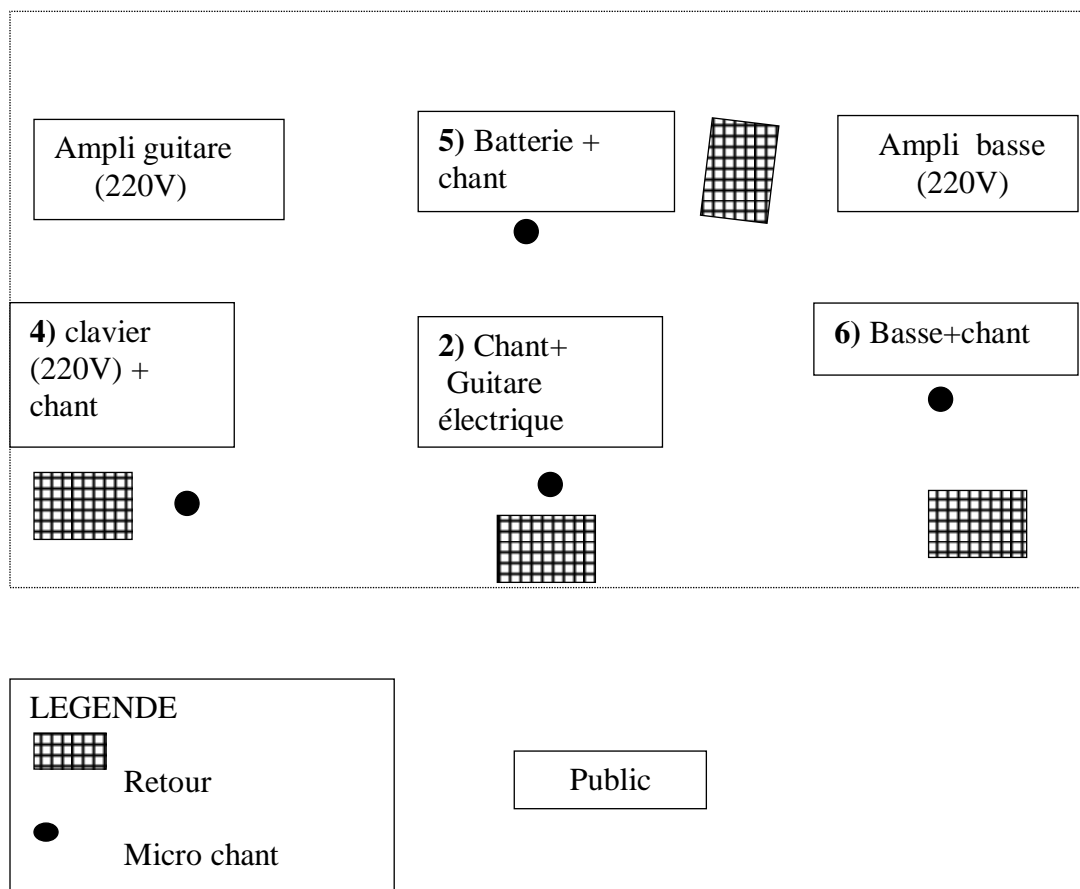 Ampli guitare
(220V)
5) Batterie +
chant
Ampli basse
(220V)
4) clavier
(220V) +
chant
2) Chant+
Guitare
électrique
6) Basse+chant
LEGENDE
Retour
Micro chant
Public